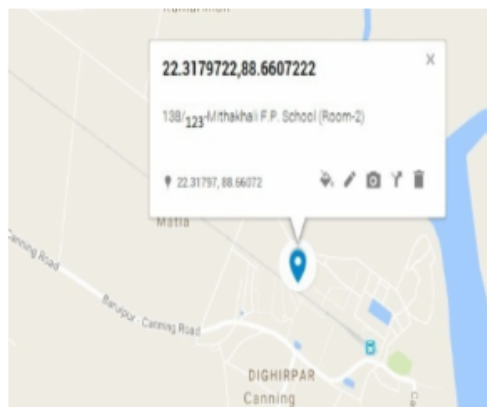 22.3179722,88.6607222
138/123-Mithakhali F.P. School (Room-2)
22.31797, 88.66072
Matla
Canning Road
Baruipur - Canning Road
DIGHIRPAR
Canning